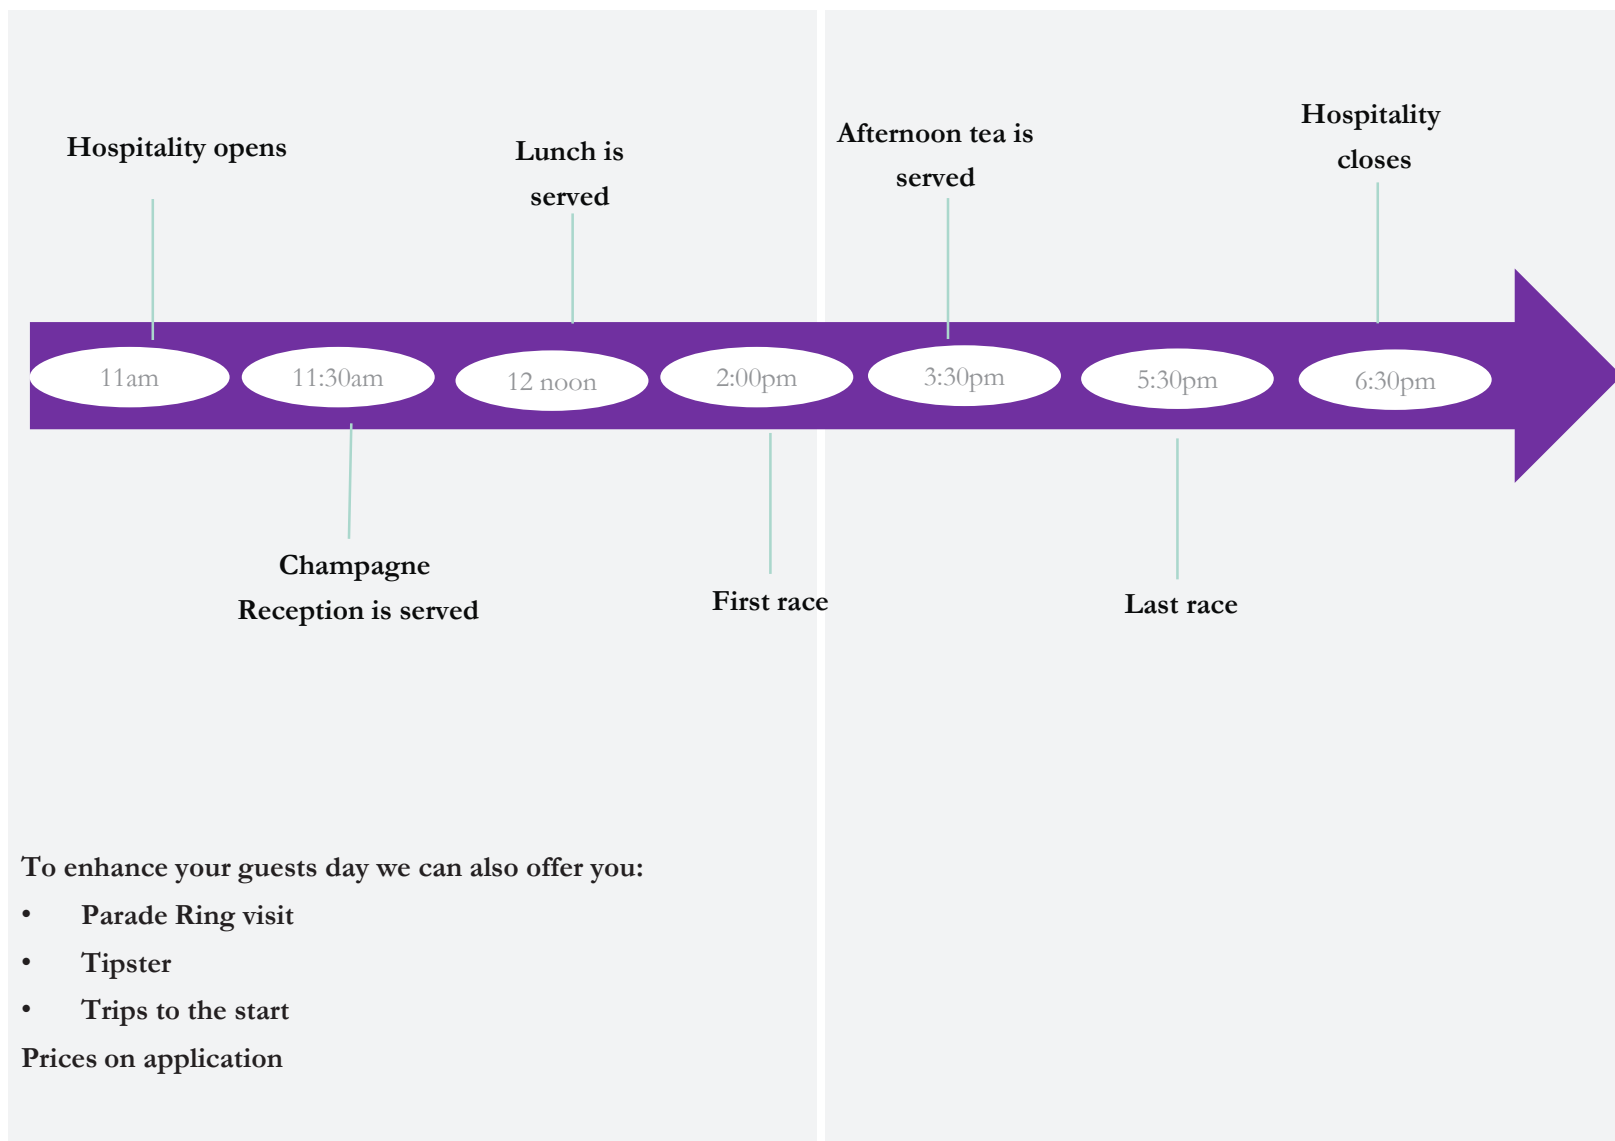 Hospitality opens
Lunch is
served
Afternoon tea is
served
Hospitality
closes
11am
11:30am
12 noon
2:00pm
3:30pm
5:30pm
6:30pm
Champagne
Reception is served
First race
Last race
To enhance your guests day we can also offer you:
• Parade Ring visit
• Tipster
• Trips to the start
Prices on application